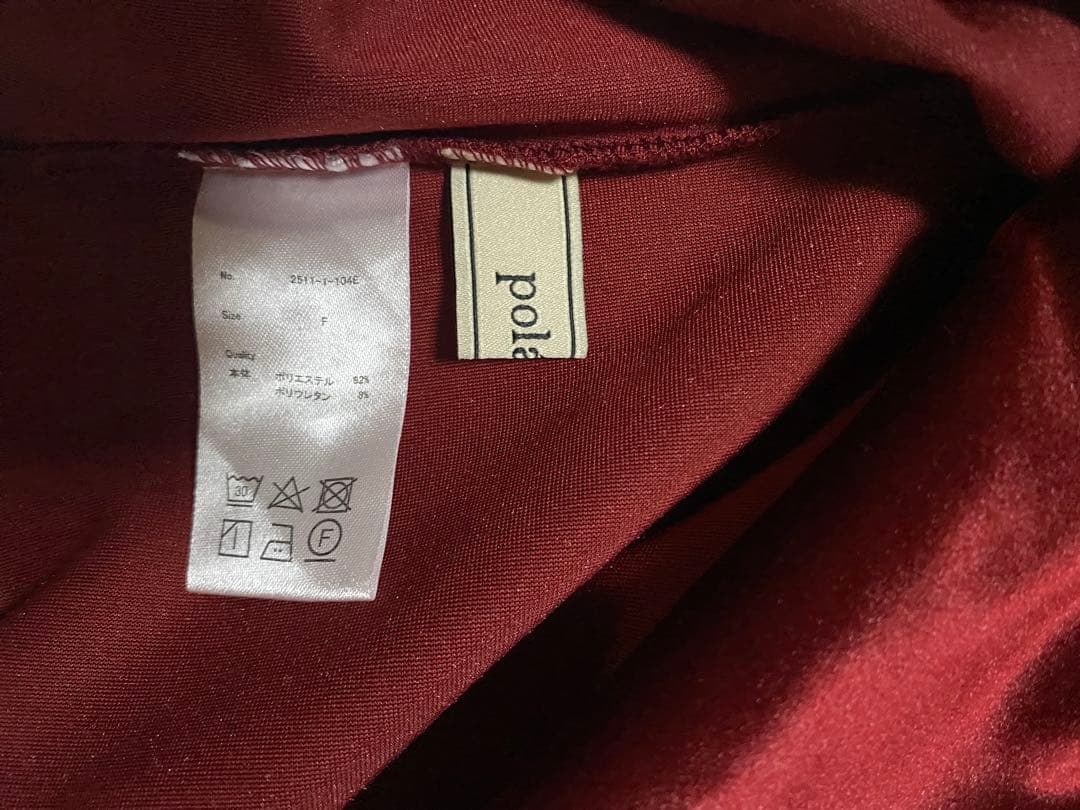 No. 2511-1-104E
Size F
Quality
本体 ポリエステル 92%
ポリウレタン 8%
30
F
pola